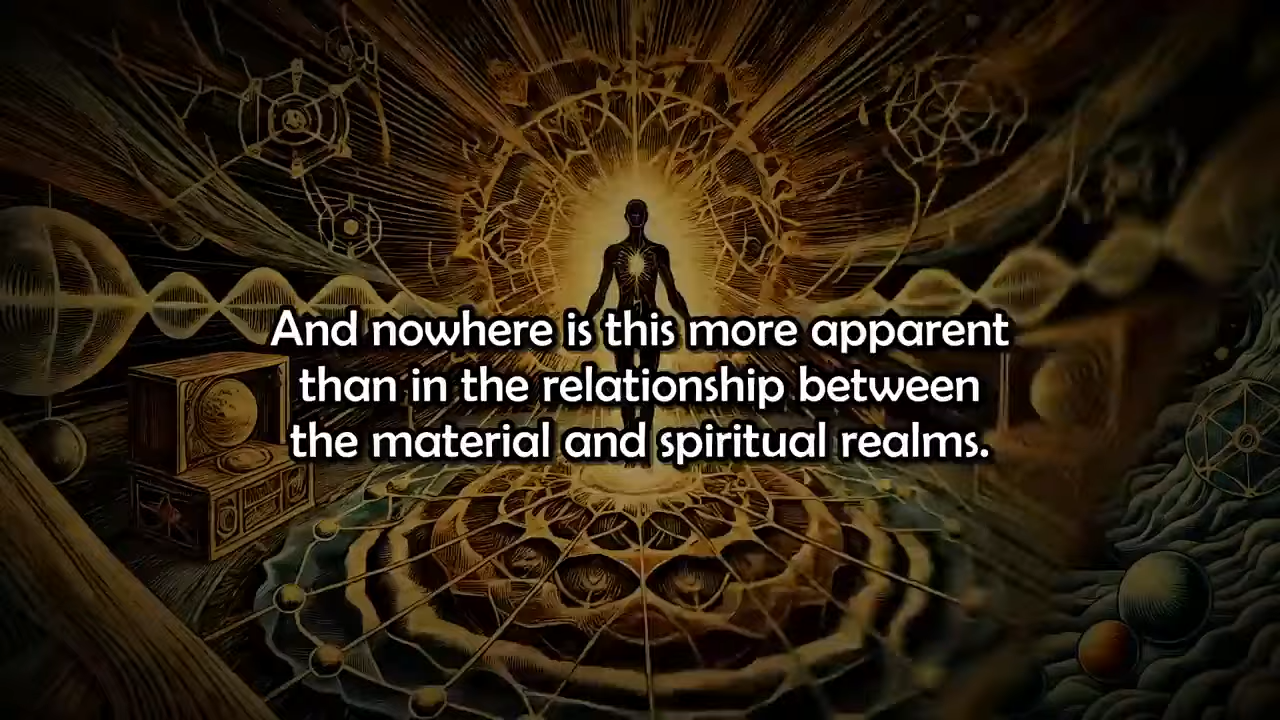 And nowhere is this more apparent
than in the relationship between
the material and spiritual realms.